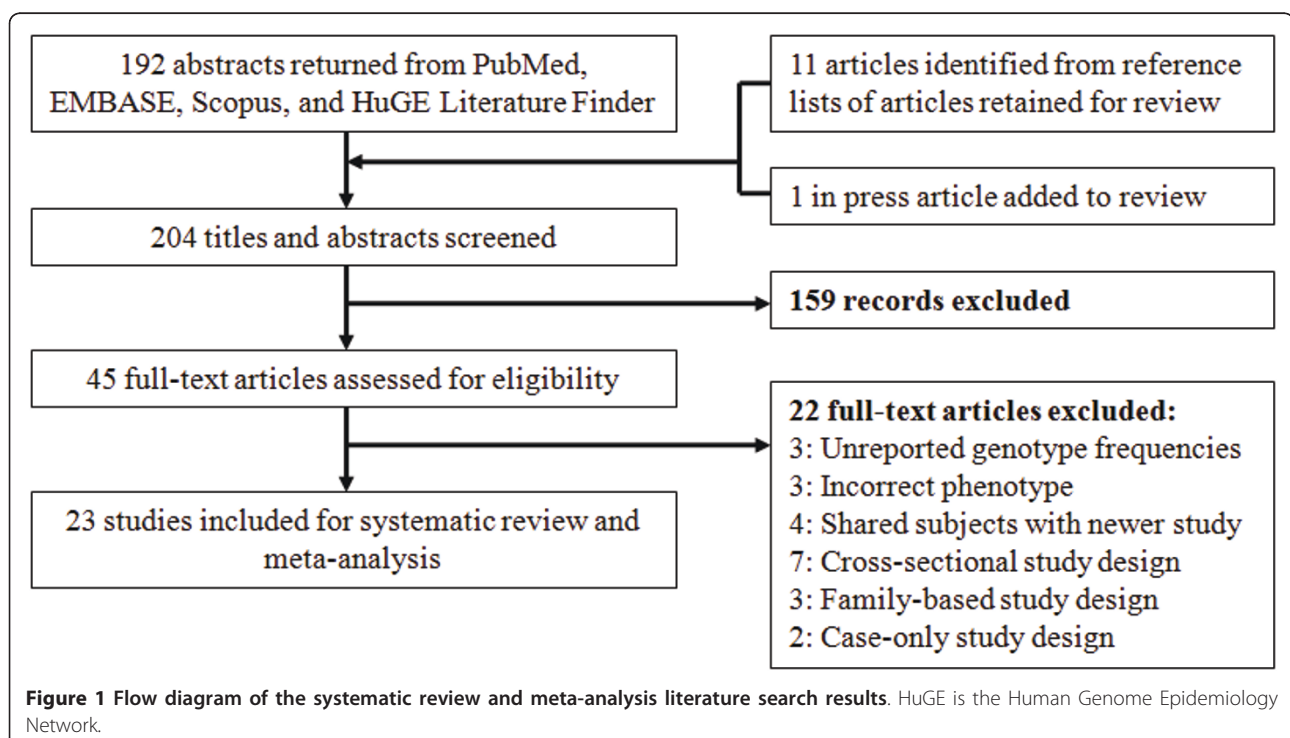 192 abstracts returned from PubMed,
EMBASE, Scopus, and HuGE Literature Finder
11 articles identified from reference
lists of articles retained for review
1 in press article added to review
204 titles and abstracts screened
159 records excluded
45 full-text articles assessed for eligibility
22 full-text articles excluded:
3: Unreported genotype frequencies
3: Incorrect phenotype
4: Shared subjects with newer study
7: Cross-sectional study design
3: Family-based study design
2: Case-only study design
23 studies included for systematic review and
meta-analysis
Figure 1 Flow diagram of the systematic review and meta-analysis literature search results. HuGE is the Human Genome Epidemiology
Network.